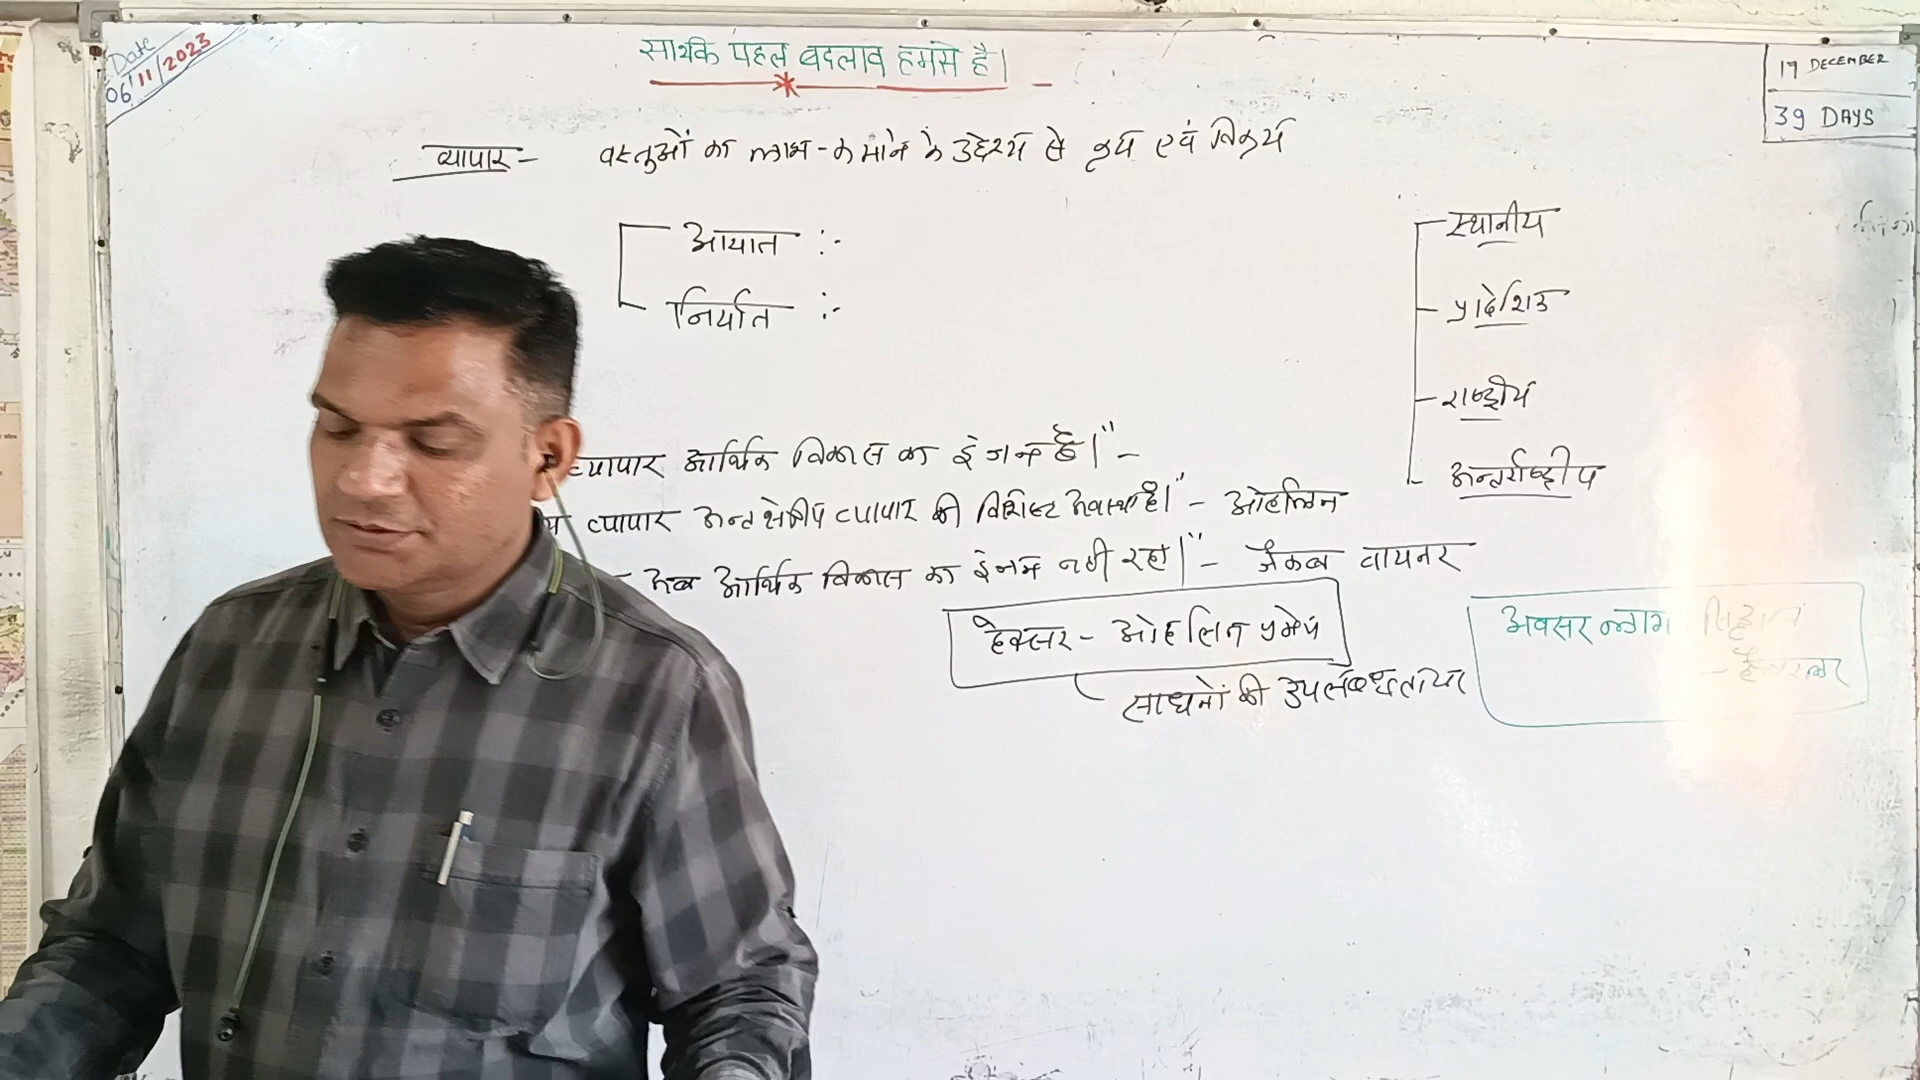 Date
06/11/2023
सार्थक पहल बदलाव हमसे है।
17 DECEMBER
39 DAYS
व्यापार - वस्तुओं का लाभ-कमाने के उद्देश्य से क्रय एवं विक्रय
आयात :-
निर्यात :-
स्थानीय
प्रादेशिक
राष्ट्रीय
अन्तर्राष्ट्रीय
व्यापार आर्थिक विकास का इंजन है।" -
व्यापार अन्तक्षेत्रीय व्यापार की विशिष्ट अवस्था है।" - ओहलिन
अब आर्थिक विकास का इंजन नही रहा।" - जैकब वायनर
हेक्सर - ओहलिन प्रमेय
साधनों की उपलब्धता
अवसर लागत सिद्धान्त
- हैबरलर